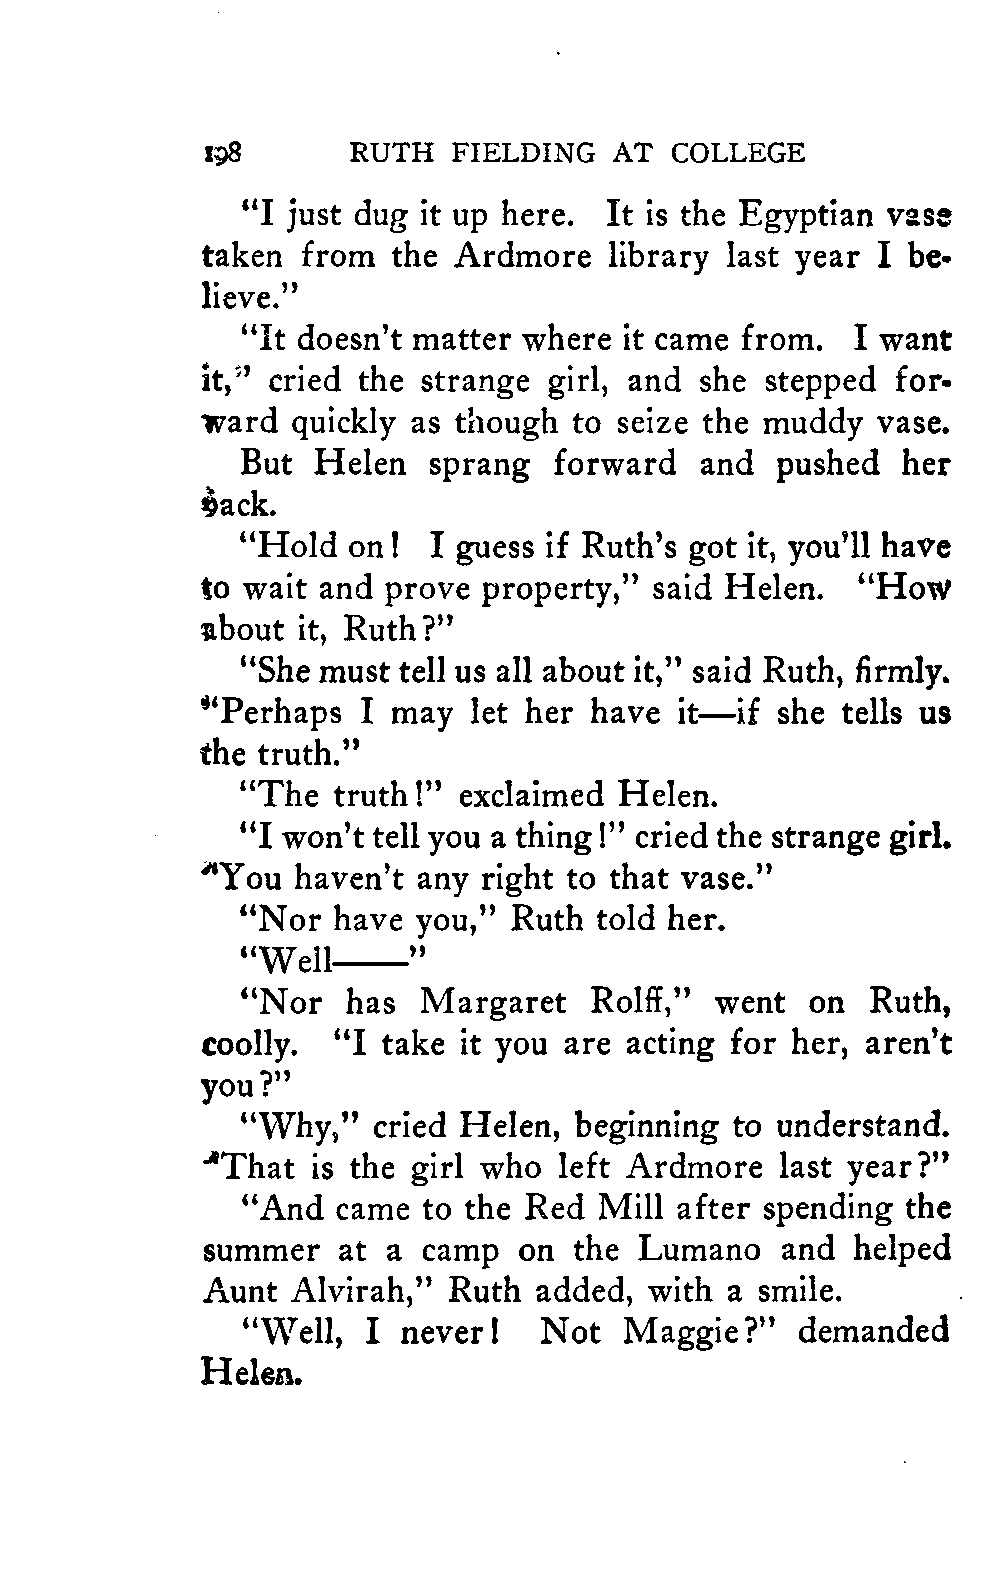 198 RUTH FIELDING AT COLLEGE
"I just dug it up here. It is the Egyptian vase
taken from the Ardmore library last year I be-
lieve."
"It doesn't matter where it came from. I want
it," cried the strange girl, and she stepped for-
ward quickly as though to seize the muddy vase.
But Helen sprang forward and pushed her
back.
"Hold on! I guess if Ruth's got it, you'll have
to wait and prove property," said Helen. "How
about it, Ruth?"
"She must tell us all about it," said Ruth, firmly.
"Perhaps I may let her have it—if she tells us
the truth."
"The truth!" exclaimed Helen.
"I won't tell you a thing!" cried the strange girl.
"You haven't any right to that vase."
"Nor have you," Ruth told her.
"Well——"
"Nor has Margaret Rolff," went on Ruth,
coolly. "I take it you are acting for her, aren't
you?"
"Why," cried Helen, beginning to understand.
"That is the girl who left Ardmore last year?"
"And came to the Red Mill after spending the
summer at a camp on the Lumano and helped
Aunt Alvirah," Ruth added, with a smile.
"Well, I never! Not Maggie?" demanded
Helen.